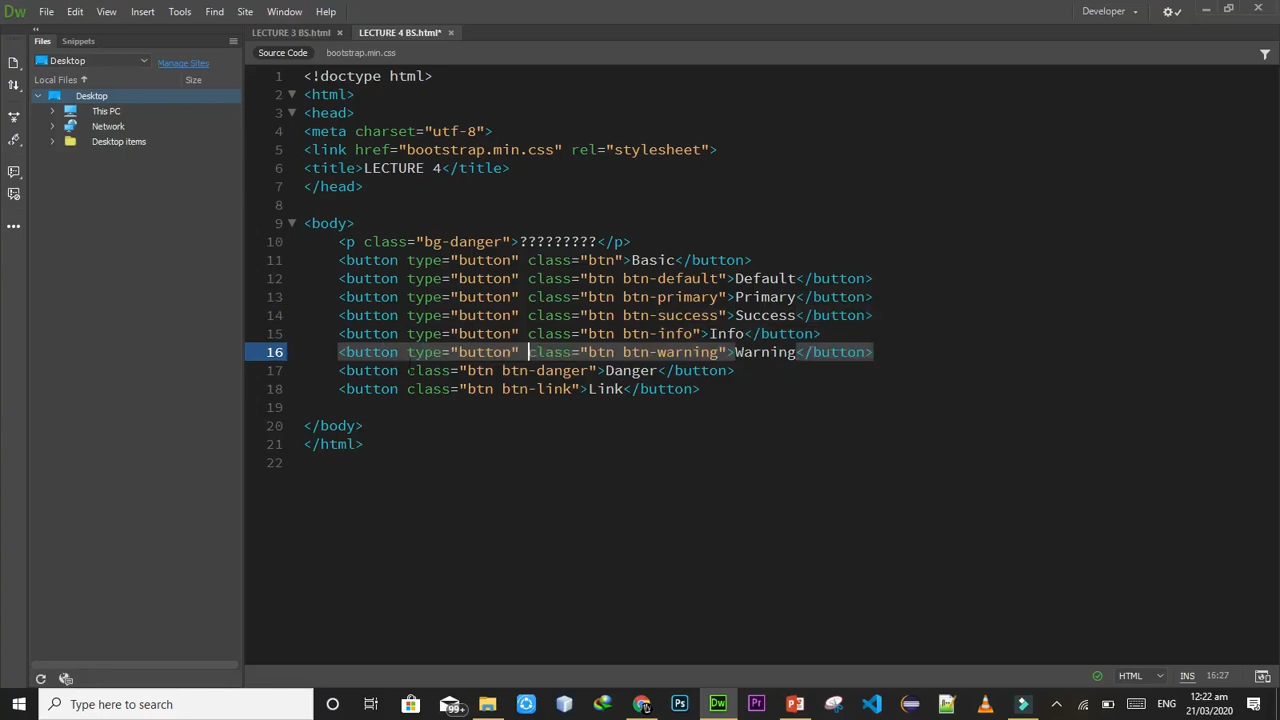 Dw File Edit View Insert Tools Find Site Window Help Developer
Files Snippets LECTURE 3 BS.html LECTURE 4 BS.html*
Desktop Manage Sites Source Code bootstrap.min.css
Local Files Size
Desktop
This PC
Network
Desktop items
1 <!doctype html>
2 <html>
3 <head>
4 <meta charset="utf-8">
5 <link href="bootstrap.min.css" rel="stylesheet">
6 <title>LECTURE 4</title>
7 </head>
8
9 <body>
10 <p class="bg-danger">?????????</p>
11 <button type="button" class="btn">Basic</button>
12 <button type="button" class="btn btn-default">Default</button>
13 <button type="button" class="btn btn-primary">Primary</button>
14 <button type="button" class="btn btn-success">Success</button>
15 <button type="button" class="btn btn-info">Info</button>
16 <button type="button" class="btn btn-warning">Warning</button>
17 <button class="btn btn-danger">Danger</button>
18 <button class="btn btn-link">Link</button>
19
20 </body>
21 </html>
22
HTML INS 16:27
Type here to search 99+ Ps Dw Pr ENG 12:22 am
21/03/2020